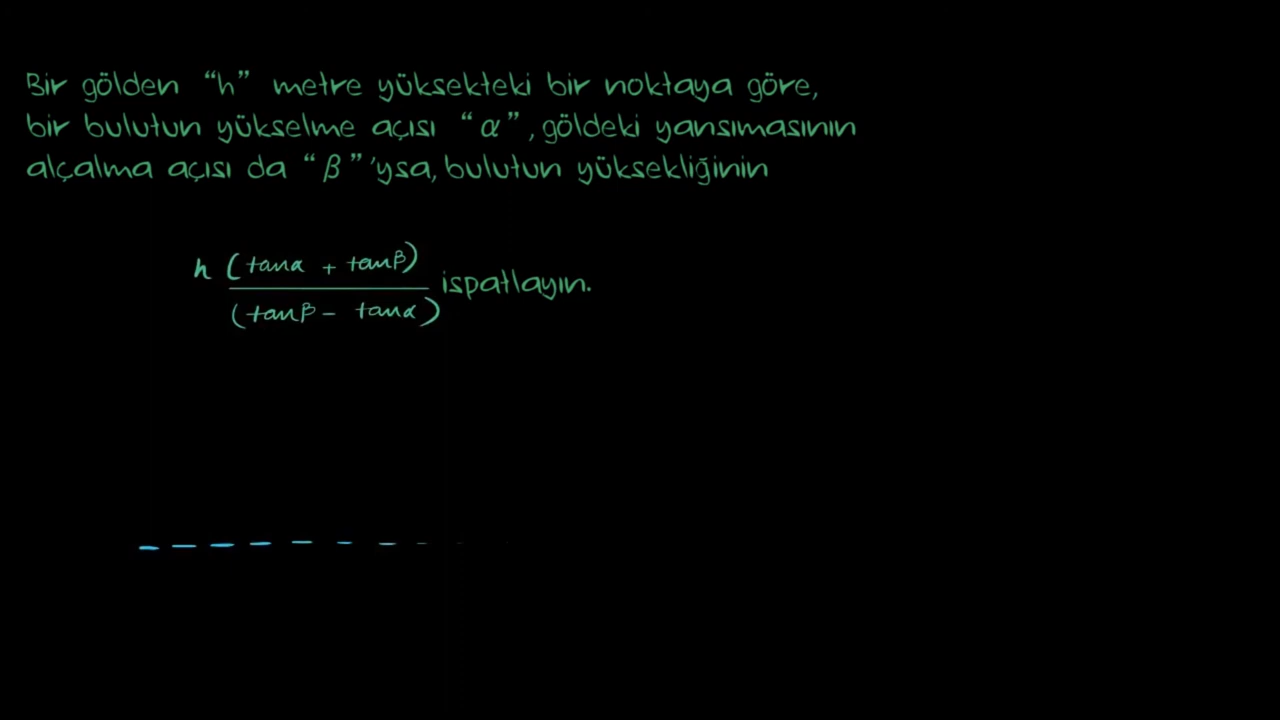 Bir gölden “h” metre yüksekteki bir noktaya göre,
bir bulutun yükselme açısı “α”, göldeki yansımasının
alçalma açısı da “β”’ysa, bulutun yüksekliğinin
h (tanα + tanβ)
(tanβ - tanα) ispatlayın.